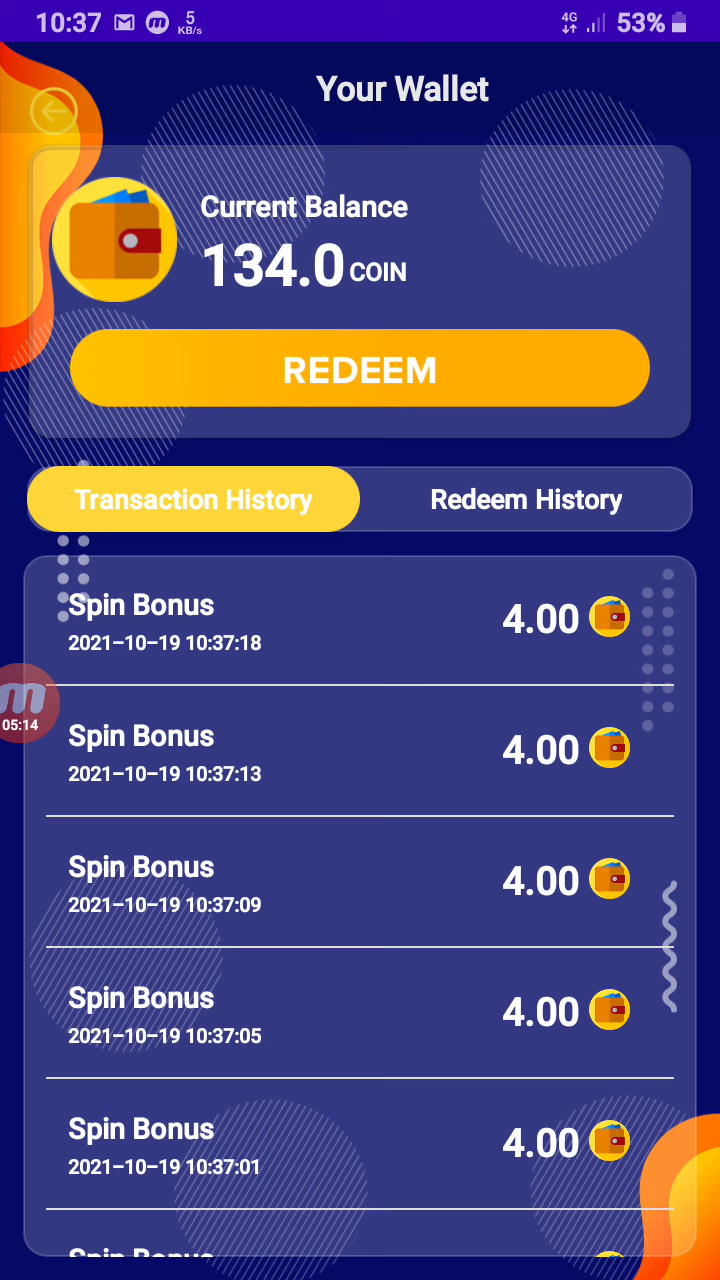 10:37 m 5 KB/s 4G 53%
Your Wallet
Current Balance
134.0 COIN
REDEEM
Transaction History Redeem History
Spin Bonus 4.00
2021-10-19 10:37:18
m
05:14
Spin Bonus 4.00
2021-10-19 10:37:13
Spin Bonus 4.00
2021-10-19 10:37:09
Spin Bonus 4.00
2021-10-19 10:37:05
Spin Bonus 4.00
2021-10-19 10:37:01
Spin Bonus